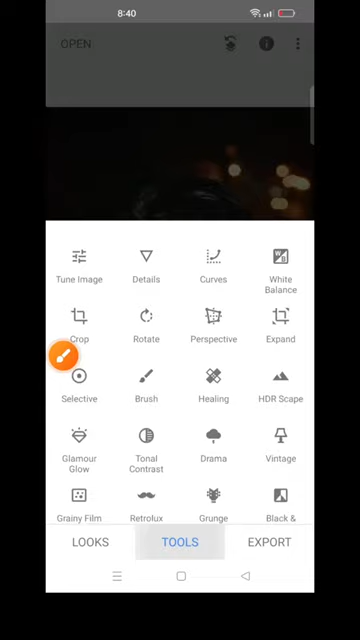 8:40
OPEN
Tune Image
Details
Curves
White
Balance
Crop
Rotate
Perspective
Expand
Selective
Brush
Healing
HDR Scape
Glamour
Glow
Tonal
Contrast
Drama
Vintage
Grainy Film
Retrolux
Grunge
Black &
LOOKS
TOOLS
EXPORT